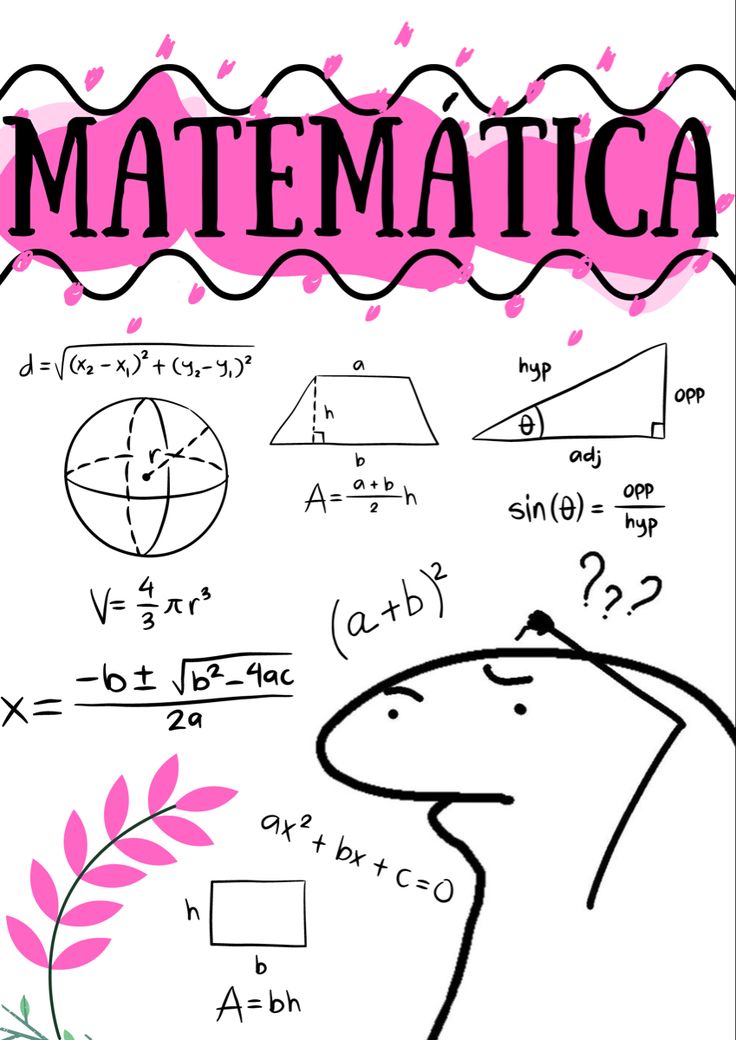 MATEMÁTICA
d = √(x₂ - x₁)² + (y₂ - y₁)²
r
a
h
b
A = a + b / 2 h
hyp
opp
θ
adj
sin(θ) = opp / hyp
V = 4/3 πr³
(a+b)²
???
x = -b ± √b² - 4ac / 2a
ax² + bx + c = 0
h
b
A = bh